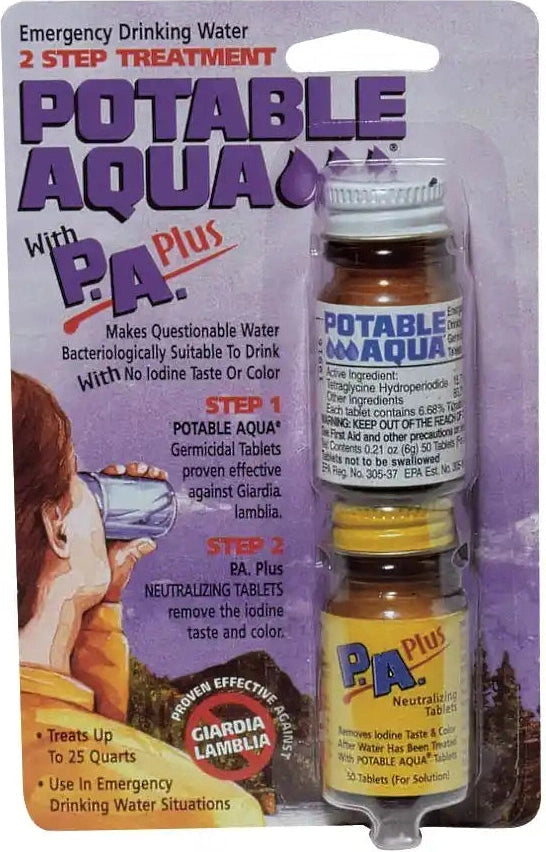 Emergency Drinking Water
2 STEP TREATMENT
POTABLE
AQUA®
With
P.A. Plus
Makes Questionable Water
Bacteriologically Suitable To Drink
With No Iodine Taste Or Color
STEP 1
POTABLE AQUA®
Germicidal Tablets
proven effective
against Giardia
lamblia.
STEP 2
P.A. Plus
NEUTRALIZING TABLETS
remove the iodine
taste and color.
PROVEN EFFECTIVE AGAINST
GIARDIA
LAMBLIA
• Treats Up
To 25 Quarts
• Use In Emergency
Drinking Water Situations
POTABLE
AQUA
Active Ingredient:
Tetraglycine Hydroperiodide
Other Ingredients
Each tablet contains 6.68%
WARNING: KEEP OUT OF THE REACH OF
See First Aid and other precautions
Contents 0.21 oz (6g) 50 Tablets
Tablets not to be swallowed
EPA Reg. No. 305-37 EPA Est. No.
P.A. Plus
Neutralizing
Tablets
Removes Iodine Taste & Color
After Water Has Been Treated
With POTABLE AQUA® Tablets
50 Tablets (For Solution)